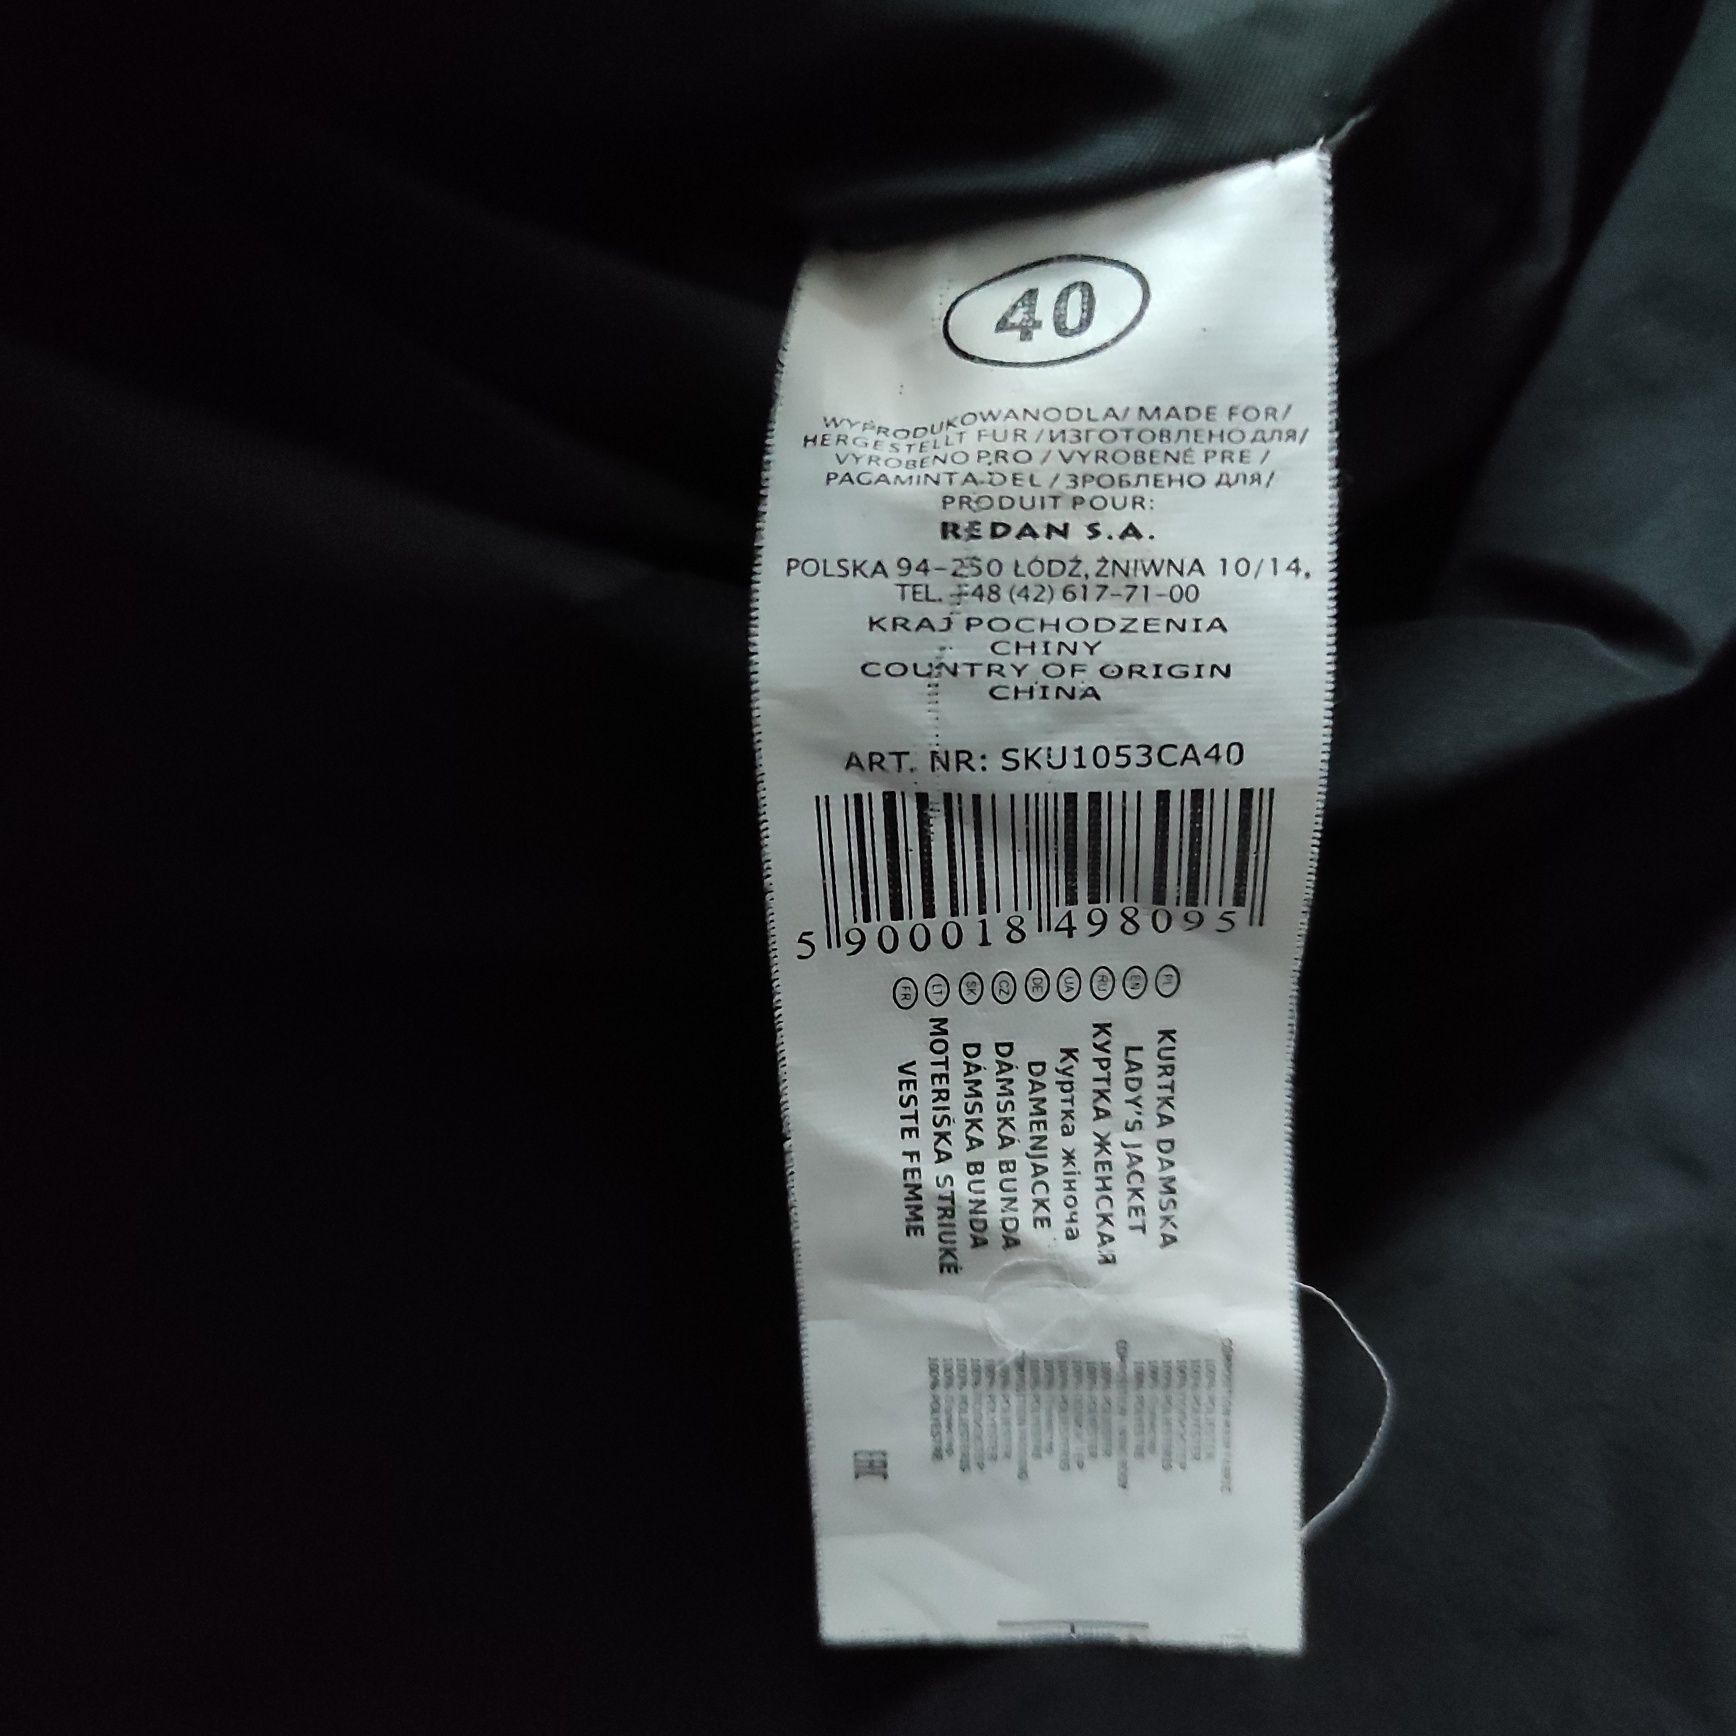 40
WYPRODUKOWANODLA/ MADE FOR/
HERGESTELLT FUR /ИЗГОТОВЛЕНО ДЛЯ/
VYROBENO PRO / VYROBENÉ PRE /
PAGAMINTA DEL / ЗРОБЛЕНО ДЛЯ/
PRODUIT POUR:
REDAN S.A.
POLSKA 94-250 ŁÓDŹ, ŻNIWNA 10/14,
TEL. +48 (42) 617-71-00
KRAJ POCHODZENIA
CHINY
COUNTRY OF ORIGIN
CHINA
ART. NR: SKU1053CA40
5 900018 498095
PL KURTKA DAMSKA
EN LADY'S JACKET
RU КУРТКА ЖЕНСКАЯ
UA Куртка жіноча
DE DAMENJACKE
CZ DÁMSKÁ BUNDA
SK DÁMSKA BUNDA
LT MOTERIŠKA STRIUKĖ
FR VESTE FEMME
EAC